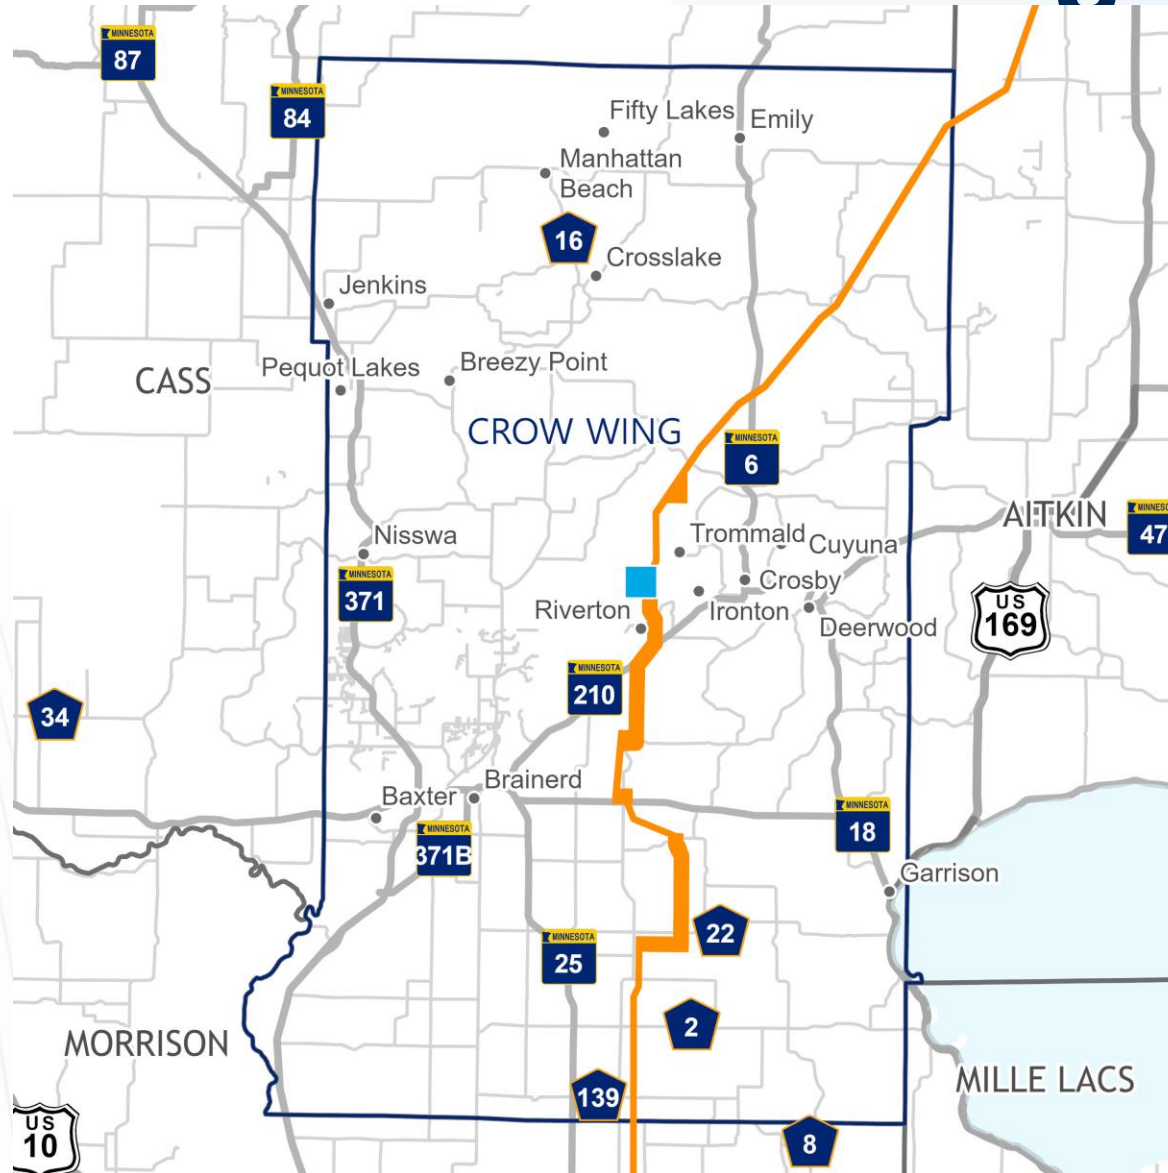 MINNESOTA
87
MINNESOTA
84
Fifty Lakes
Emily
Manhattan
Beach
16
Crosslake
Jenkins
Pequot Lakes
Breezy Point
CASS
CROW WING
MINNESOTA
6
AITKIN
MINNESO
47
Trommald
Cuyuna
Nisswa
MINNESOTA
371
Crosby
Ironton
Riverton
Deerwood
US
169
MINNESOTA
210
34
Brainerd
Baxter
MINNESOTA
371B
MINNESOTA
18
Garrison
22
MINNESOTA
25
2
MORRISON
MILLE LACS
139
US
10
8